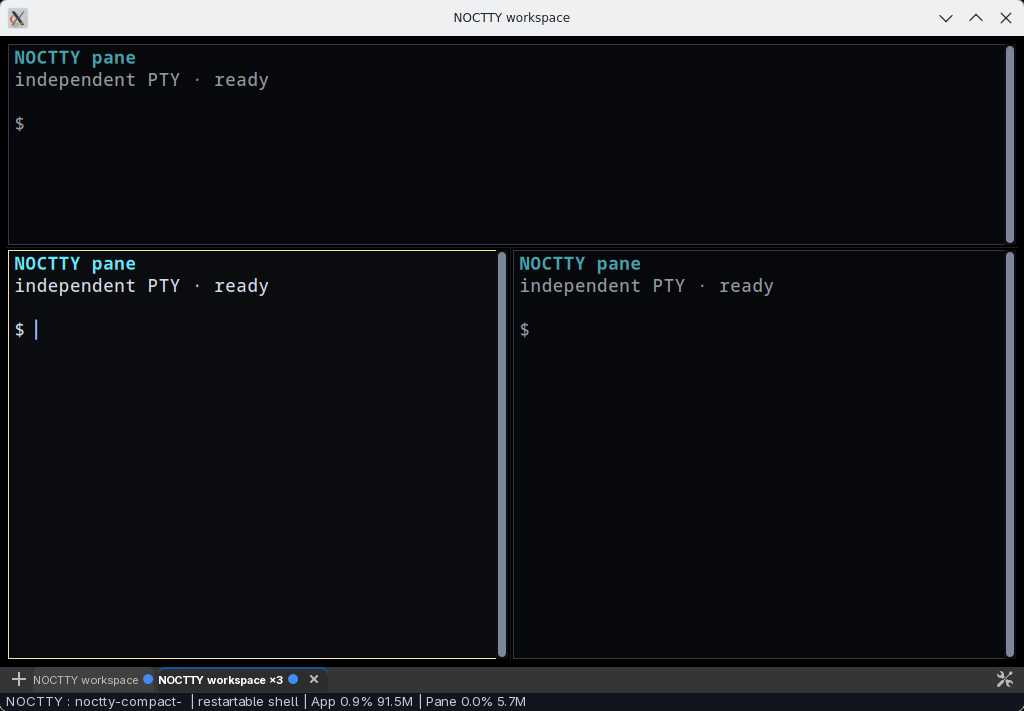 NOCTTY workspace
NOCTTY pane
independent PTY · ready
$
NOCTTY pane
independent PTY · ready
$
NOCTTY pane
independent PTY · ready
$
NOCTTY workspace NOCTTY workspace ×3
NOCTTY : noctty-compact- | restartable shell | App 0.9% 91.5M | Pane 0.0% 5.7M